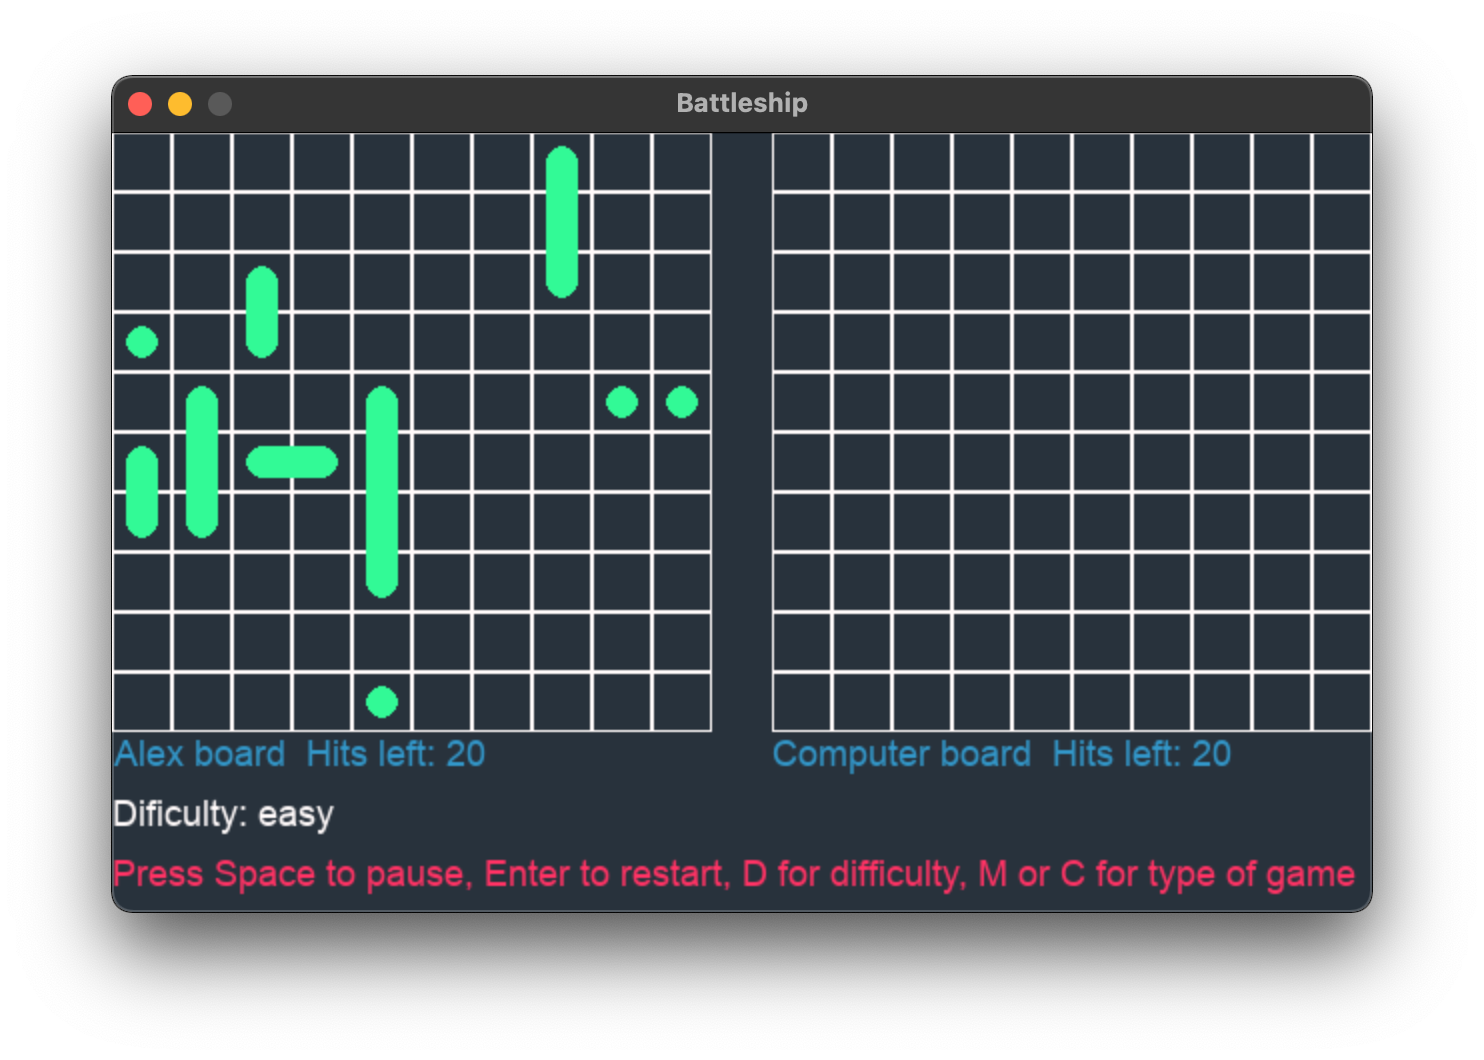 Battleship
Alex board  Hits left: 20
Computer board  Hits left: 20
Dificulty: easy
Press Space to pause, Enter to restart, D for difficulty, M or C for type of game